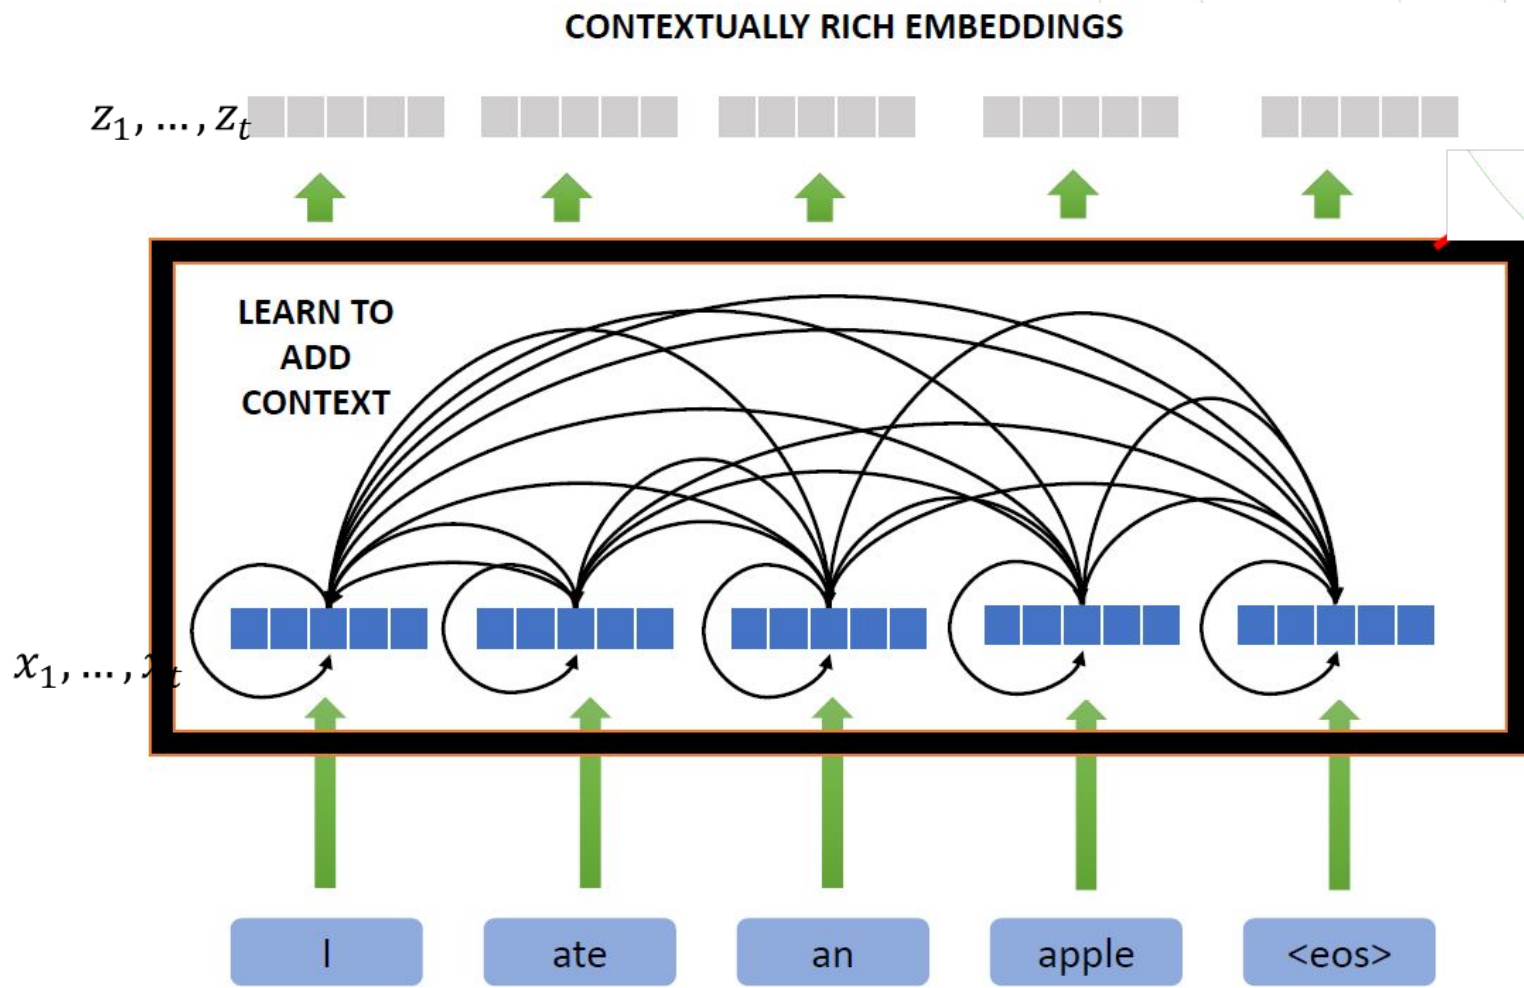 CONTEXTUALLY RICH EMBEDDINGS
z₁, ..., zₜ
LEARN TO
ADD
CONTEXT
x₁, ..., xₜ
I
ate
an
apple
<eos>